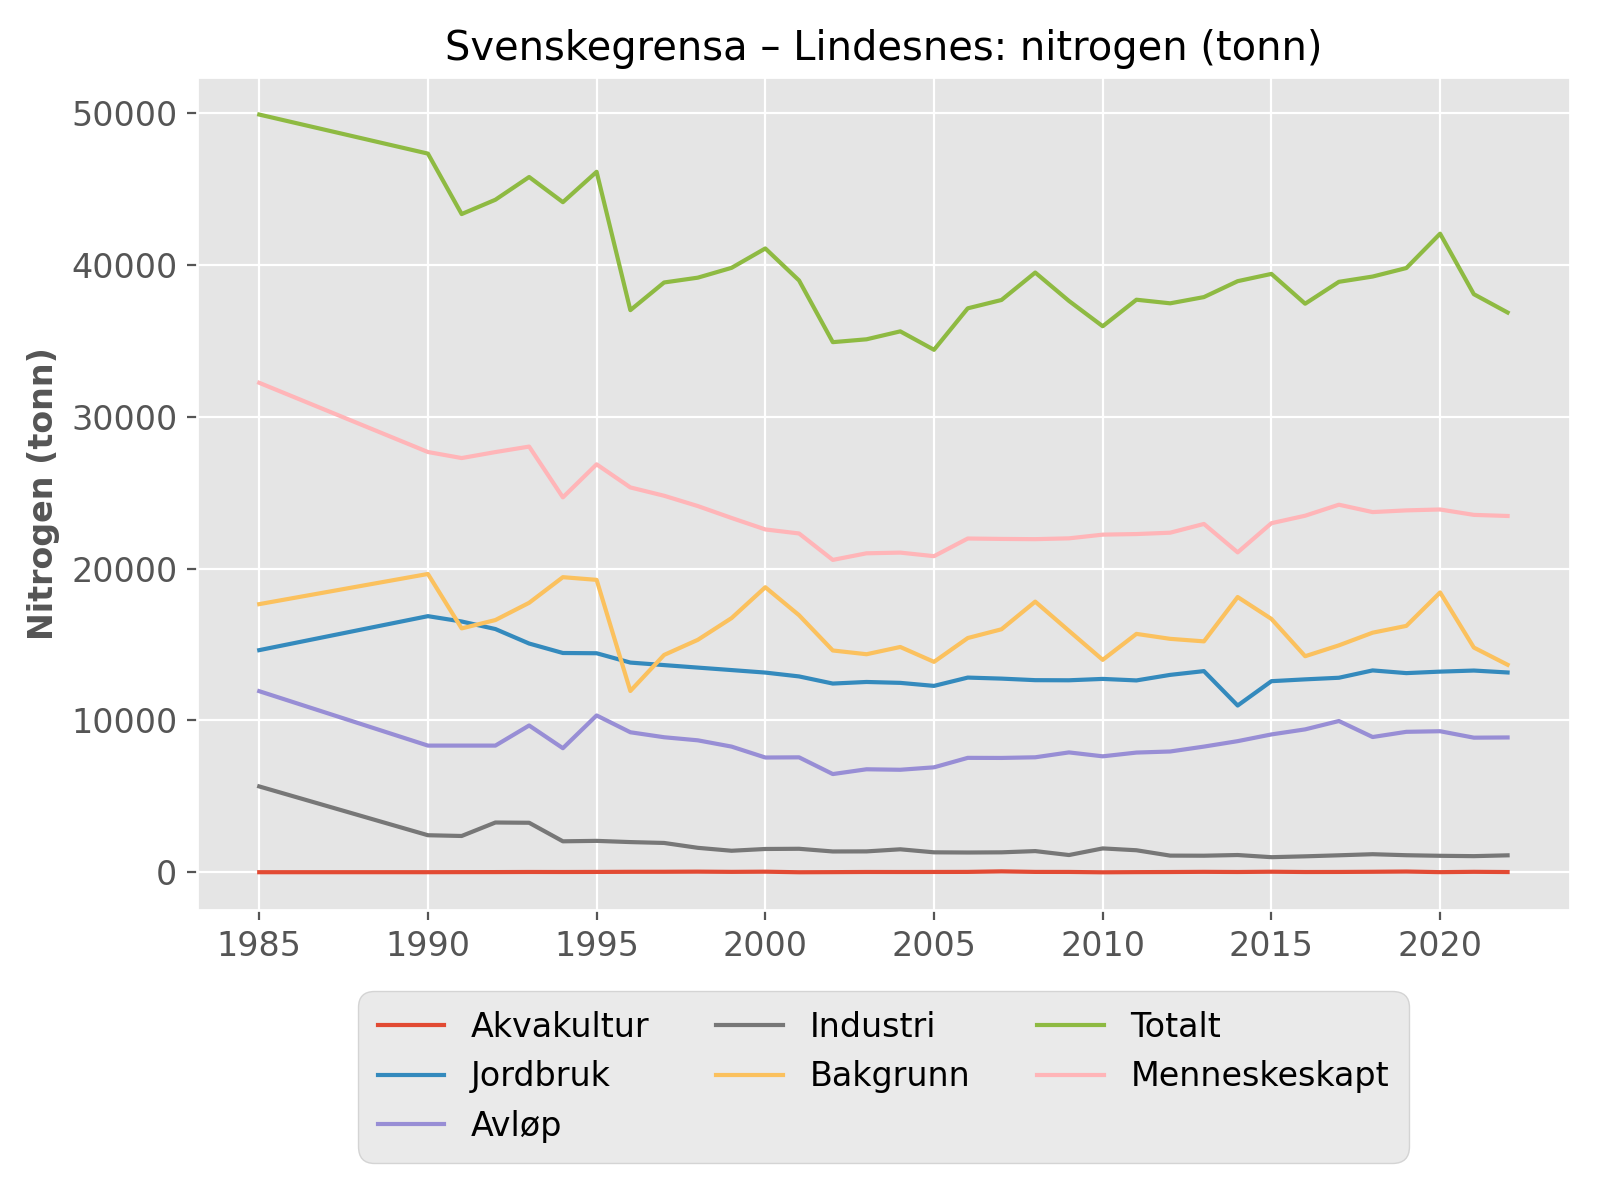 Svenskegrensa – Lindesnes: nitrogen (tonn)
Nitrogen (tonn)
50000
40000
30000
20000
10000
0
1985 1990 1995 2000 2005 2010 2015 2020
Akvakultur Industri Totalt
Jordbruk Bakgrunn Menneskeskapt
Avløp